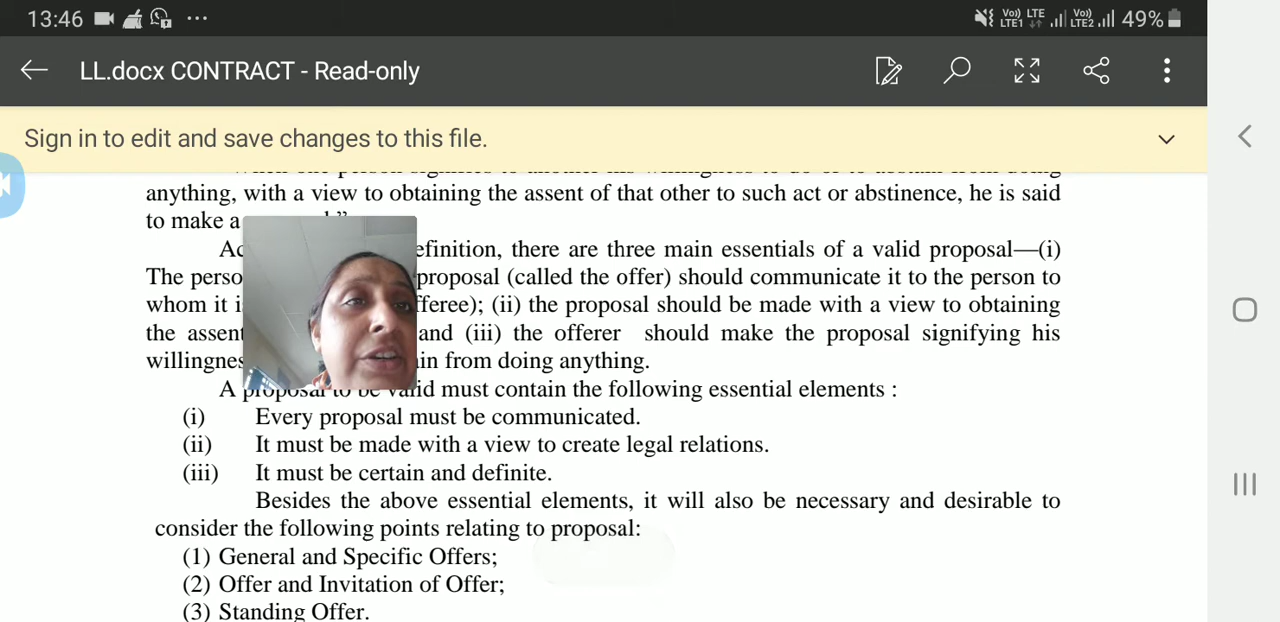 13:46 ... Vo)) LTE1 LTE Vo)) LTE2 49%
LL.docx CONTRACT - Read-only
Sign in to edit and save changes to this file.
anything, with a view to obtaining the assent of that other to such act or abstinence, he is said
to make a
efinition, there are three main essentials of a valid proposal—(i)
The perso proposal (called the offer) should communicate it to the person to
whom it i fferee); (ii) the proposal should be made with a view to obtaining
the assent and (iii) the offerer should make the proposal signifying his
willingnes in from doing anything.
A proposal to be valid must contain the following essential elements :
(i) Every proposal must be communicated.
(ii) It must be made with a view to create legal relations.
(iii) It must be certain and definite.
Besides the above essential elements, it will also be necessary and desirable to
consider the following points relating to proposal:
(1) General and Specific Offers;
(2) Offer and Invitation of Offer;
(3) Standing Offer.